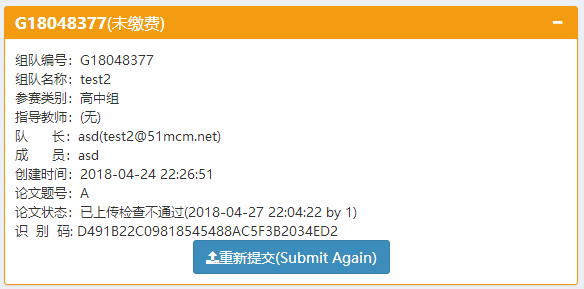 G18048377(未缴费)
组队编号：G18048377
组队名称：test2
参赛类别：高中组
指导教师：(无)
队 长：asd(test2@51mcm.net)
成 员：asd
创建时间：2018-04-24 22:26:51
论文题号：A
论文状态：已上传检查不通过(2018-04-27 22:04:22 by 1)
识 别 码: D491B22C09818545488AC5F3B2034ED2
重新提交(Submit Again)